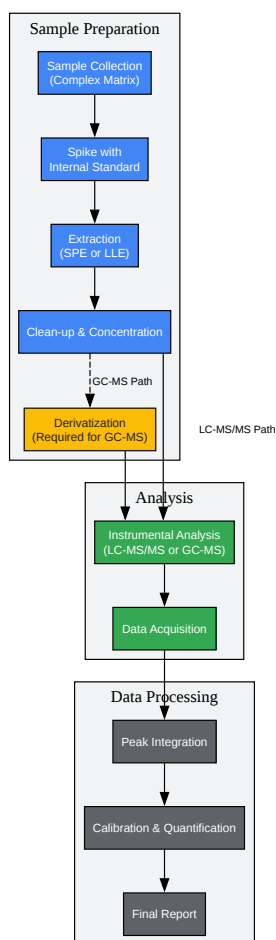 Sample Preparation
Sample Collection
(Complex Matrix)
Spike with
Internal Standard
Extraction
(SPE or LLE)
Clean-up & Concentration
GC-MS Path
Derivatization
(Required for GC-MS)
LC-MS/MS Path
Analysis
Instrumental Analysis
(LC-MS/MS or GC-MS)
Data Acquisition
Data Processing
Peak Integration
Calibration & Quantification
Final Report